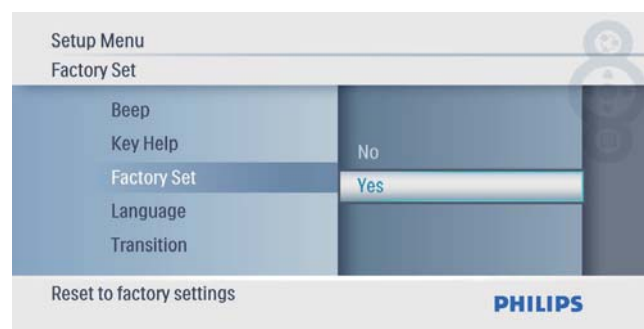 Setup Menu
Factory Set
Beep
Key Help
Factory Set
Language
Transition
No
Yes
Reset to factory settings
PHILIPS